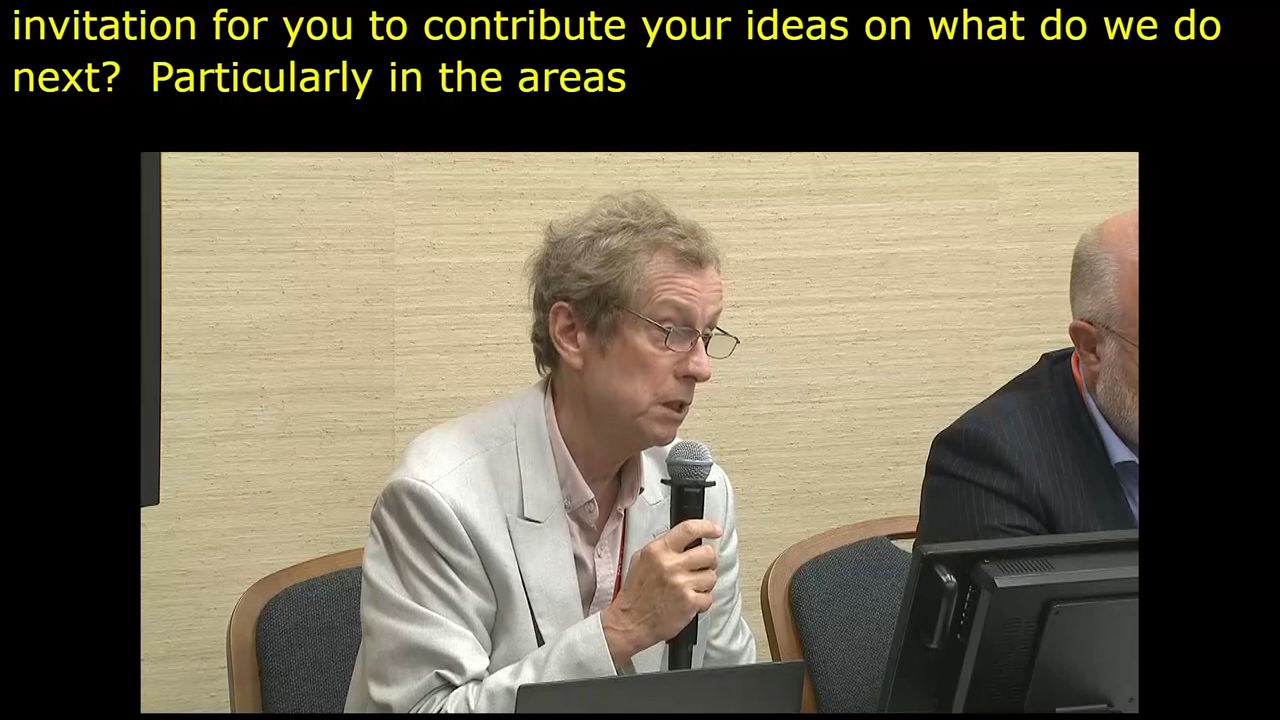 invitation for you to contribute your ideas on what do we do
next?  Particularly in the areas